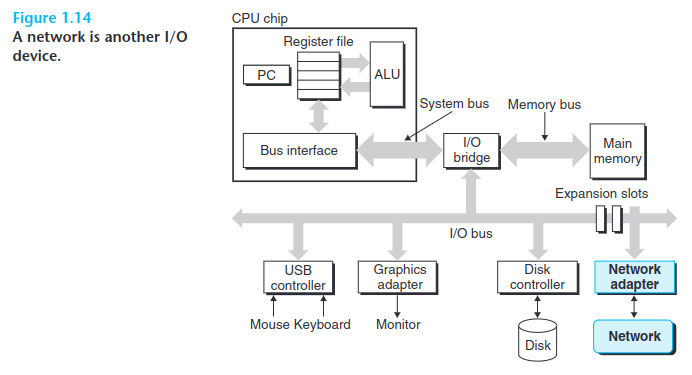 Figure 1.14
A network is another I/O
device.
CPU chip
Register file
PC
ALU
System bus
Memory bus
Bus interface
I/O
bridge
Main
memory
Expansion slots
I/O bus
USB
controller
Graphics
adapter
Disk
controller
Network
adapter
Mouse Keyboard
Monitor
Disk
Network